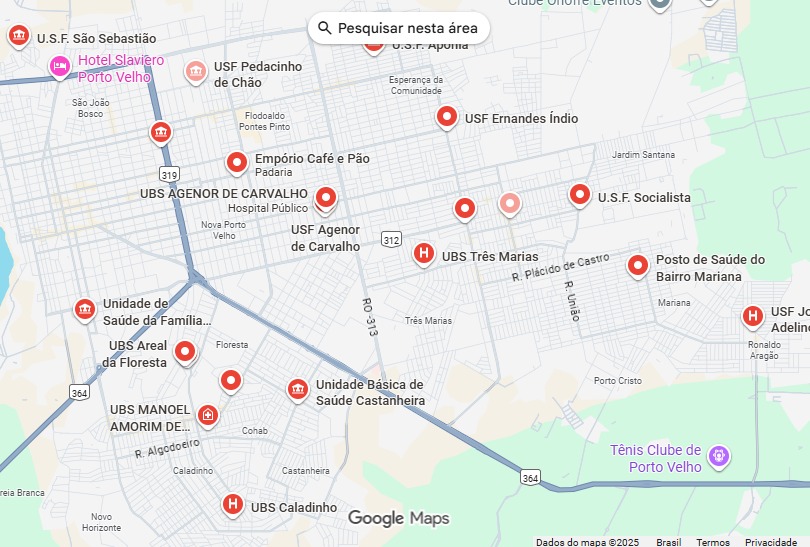 Clube Onofre Eventos
Pesquisar nesta área
U.S.F. São Sebastião
U.S.F. Aponiã
Hotel Slaviero
Porto Velho
USF Pedacinho
de Chão
Esperança da
Comunidade
São João
Bosco
Flodoaldo
Pontes Pinto
USF Ernandes Índio
Jardim Santana
Empório Café e Pão
Padaria
319
UBS AGENOR DE CARVALHO
Hospital Público
U.S.F. Socialista
Nova Porto
Velho
USF Agenor
de Carvalho
312
UBS Três Marias
R. Plácido de Castro
Posto de Saúde do
Bairro Mariana
R. União
Mariana
Unidade de
Saúde da Família...
RO -313
Três Marias
USF Jo
Adelino
Ronaldo
Aragão
UBS Areal
da Floresta
Floresta
364
Unidade Básica de
Saúde Castanheira
Porto Cristo
UBS MANOEL
AMORIM DE...
Cohab
R. Algodoeiro
Tênis Clube de
Porto Velho
Caladinho
Castanheira
364
reia Branca
UBS Caladinho
Novo
Horizonte
Google Maps
Dados do mapa ©2025 Brasil Termos Privacidade